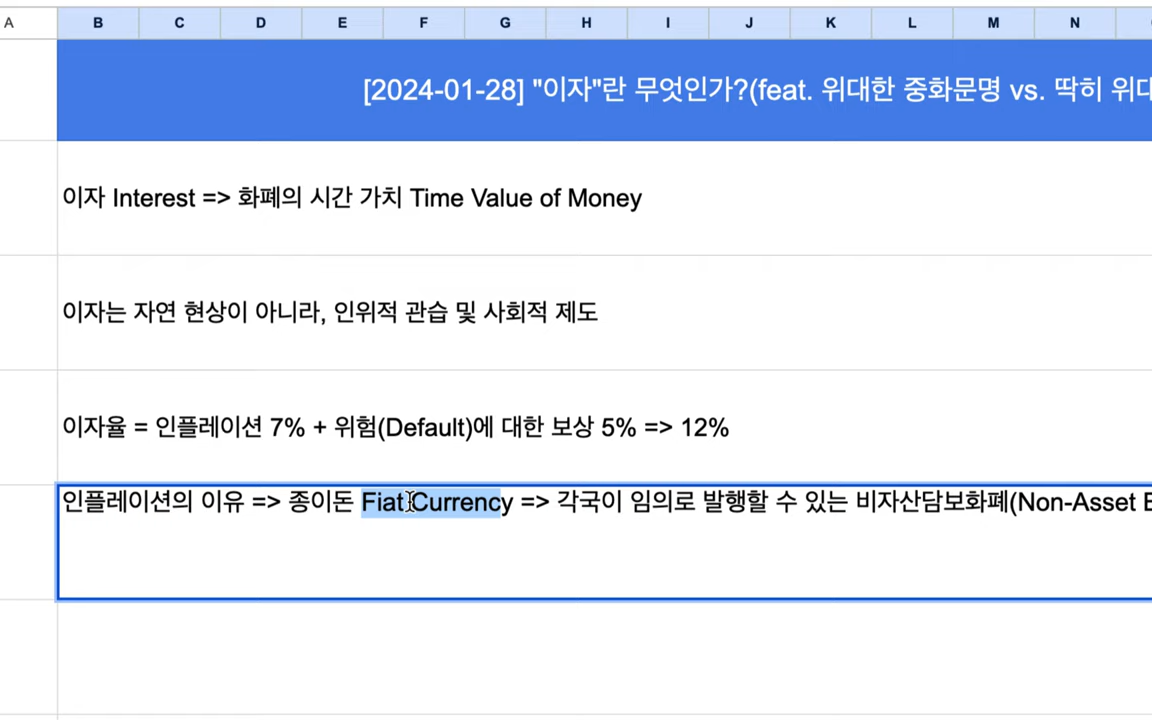 A B C D E F G H I J K L M N
[2024-01-28] "이자"란 무엇인가?(feat. 위대한 중화문명 vs. 딱히 위대
이자 Interest => 화폐의 시간 가치 Time Value of Money
이자는 자연 현상이 아니라, 인위적 관습 및 사회적 제도
이자율 = 인플레이션 7% + 위험(Default)에 대한 보상 5% => 12%
인플레이션의 이유 => 종이돈 Fiat Currency => 각국이 임의로 발행할 수 있는 비자산담보화폐(Non-Asset